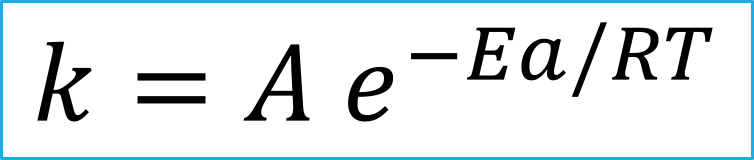 k = A e^{-Ea/RT}